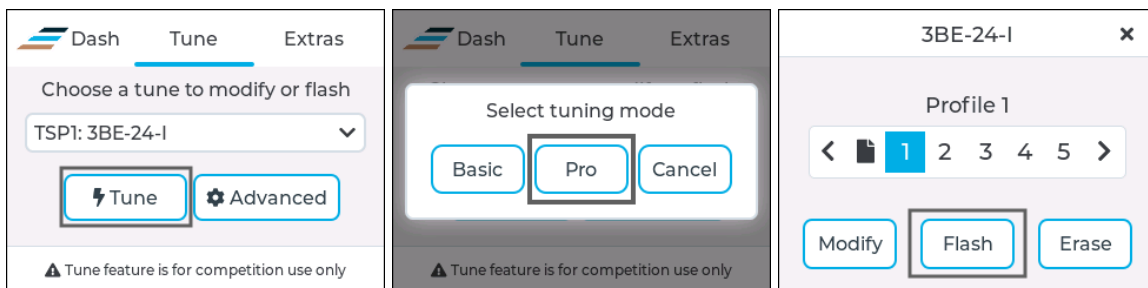 Dash Tune Extras
Choose a tune to modify or flash
TSP1: 3BE-24-I
Tune Advanced
Tune feature is for competition use only
Dash Tune Extras
Select tuning mode
Basic Pro Cancel
Tune feature is for competition use only
3BE-24-I
Profile 1
1 2 3 4 5
Modify Flash Erase